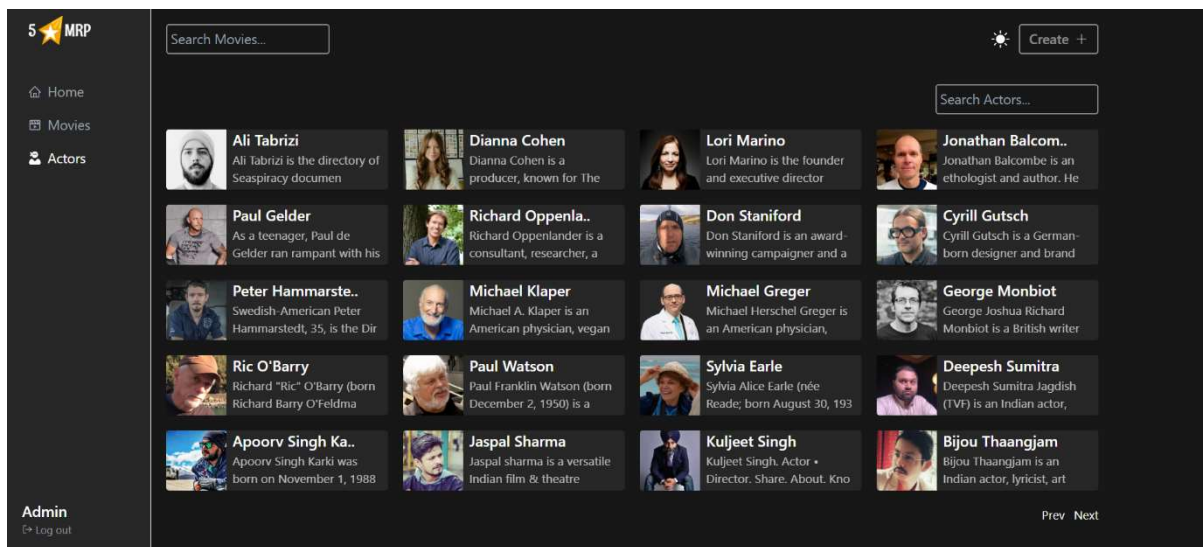 5 MRP
Search Movies...
Create +
Home
Movies
Actors
Search Actors...
Ali Tabrizi
Ali Tabrizi is the directory of
Seaspiracy documen
Dianna Cohen
Dianna Cohen is a
producer, known for The
Lori Marino
Lori Marino is the founder
and executive director
Jonathan Balcom..
Jonathan Balcombe is an
ethologist and author. He
Paul Gelder
As a teenager, Paul de
Gelder ran rampant with his
Richard Oppenla..
Richard Oppenlander is a
consultant, researcher, a
Don Staniford
Don Staniford is an award-
winning campaigner and a
Cyrill Gutsch
Cyrill Gutsch is a German-
born designer and brand
Peter Hammarste..
Swedish-American Peter
Hammarstedt, 35, is the Dir
Michael Klaper
Michael A. Klaper is an
American physician, vegan
Michael Greger
Michael Herschel Greger is
an American physician,
George Monbiot
George Joshua Richard
Monbiot is a British writer
Ric O'Barry
Richard "Ric" O'Barry (born
Richard Barry O'Feldma
Paul Watson
Paul Franklin Watson (born
December 2, 1950) is a
Sylvia Earle
Sylvia Alice Earle (née
Reade; born August 30, 193
Deepesh Sumitra
Deepesh Sumitra Jagdish
(TVF) is an Indian actor,
Apoorv Singh Ka..
Apoorv Singh Karki was
born on November 1, 1988
Jaspal Sharma
Jaspal sharma is a versatile
Indian film & theatre
Kuljeet Singh
Kuljeet Singh. Actor •
Director. Share. About. Kno
Bijou Thaangjam
Bijou Thaangjam is an
Indian actor, lyricist, art
Prev Next
Admin
Log out